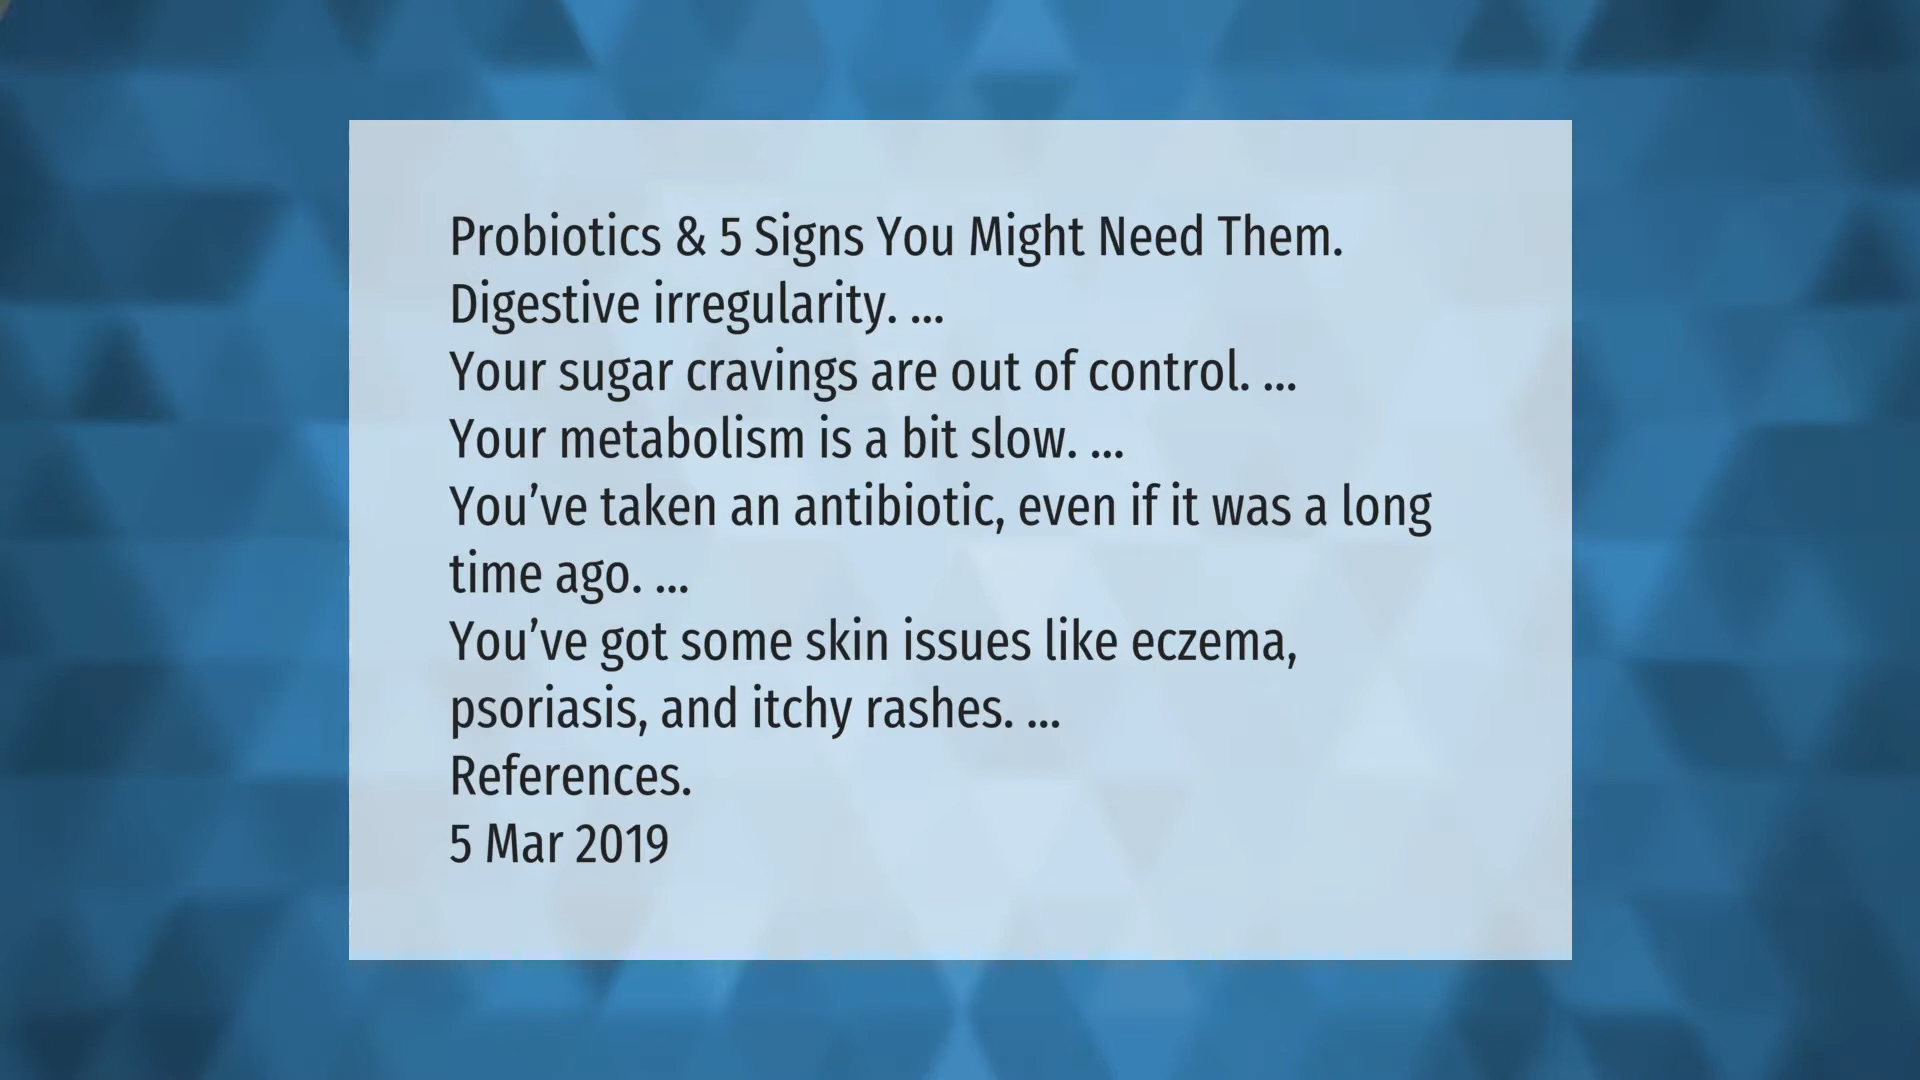 Probiotics & 5 Signs You Might Need Them.
Digestive irregularity. ...
Your sugar cravings are out of control. ...
Your metabolism is a bit slow. ...
You’ve taken an antibiotic, even if it was a long
time ago. ...
You’ve got some skin issues like eczema,
psoriasis, and itchy rashes. ...
References.
5 Mar 2019